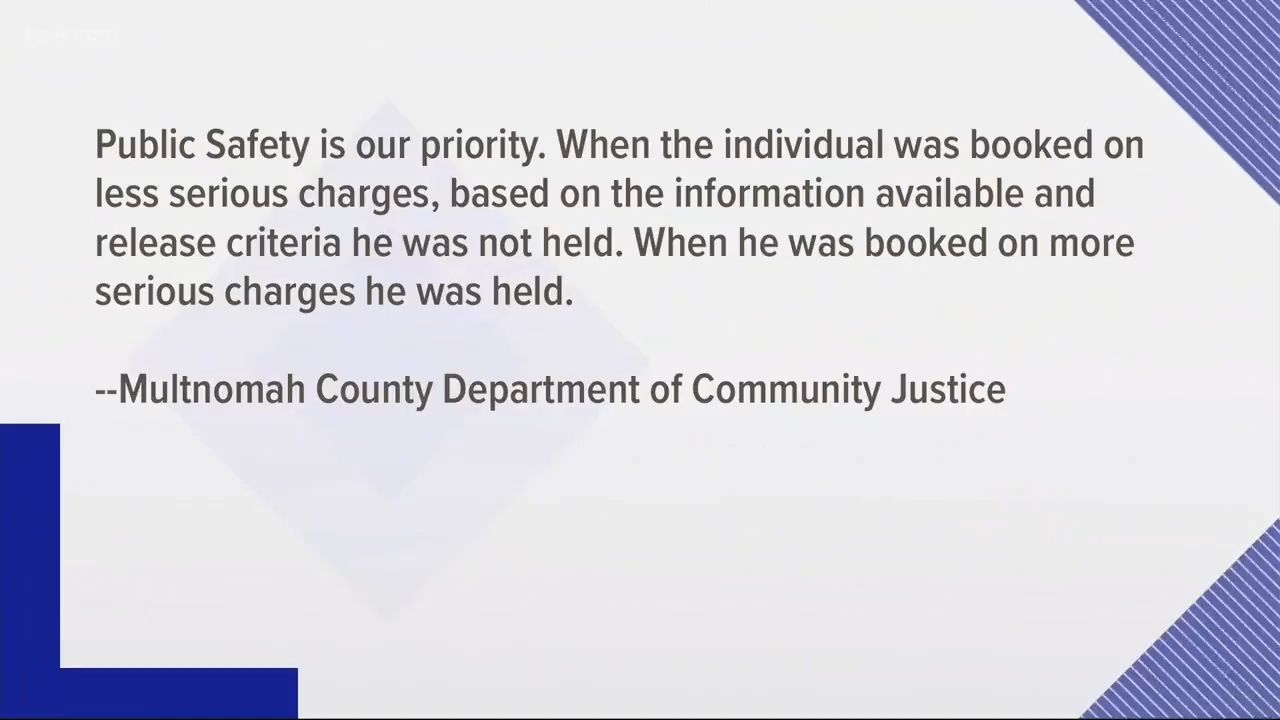 Public Safety is our priority. When the individual was booked on
less serious charges, based on the information available and
release criteria he was not held. When he was booked on more
serious charges he was held.
--Multnomah County Department of Community Justice